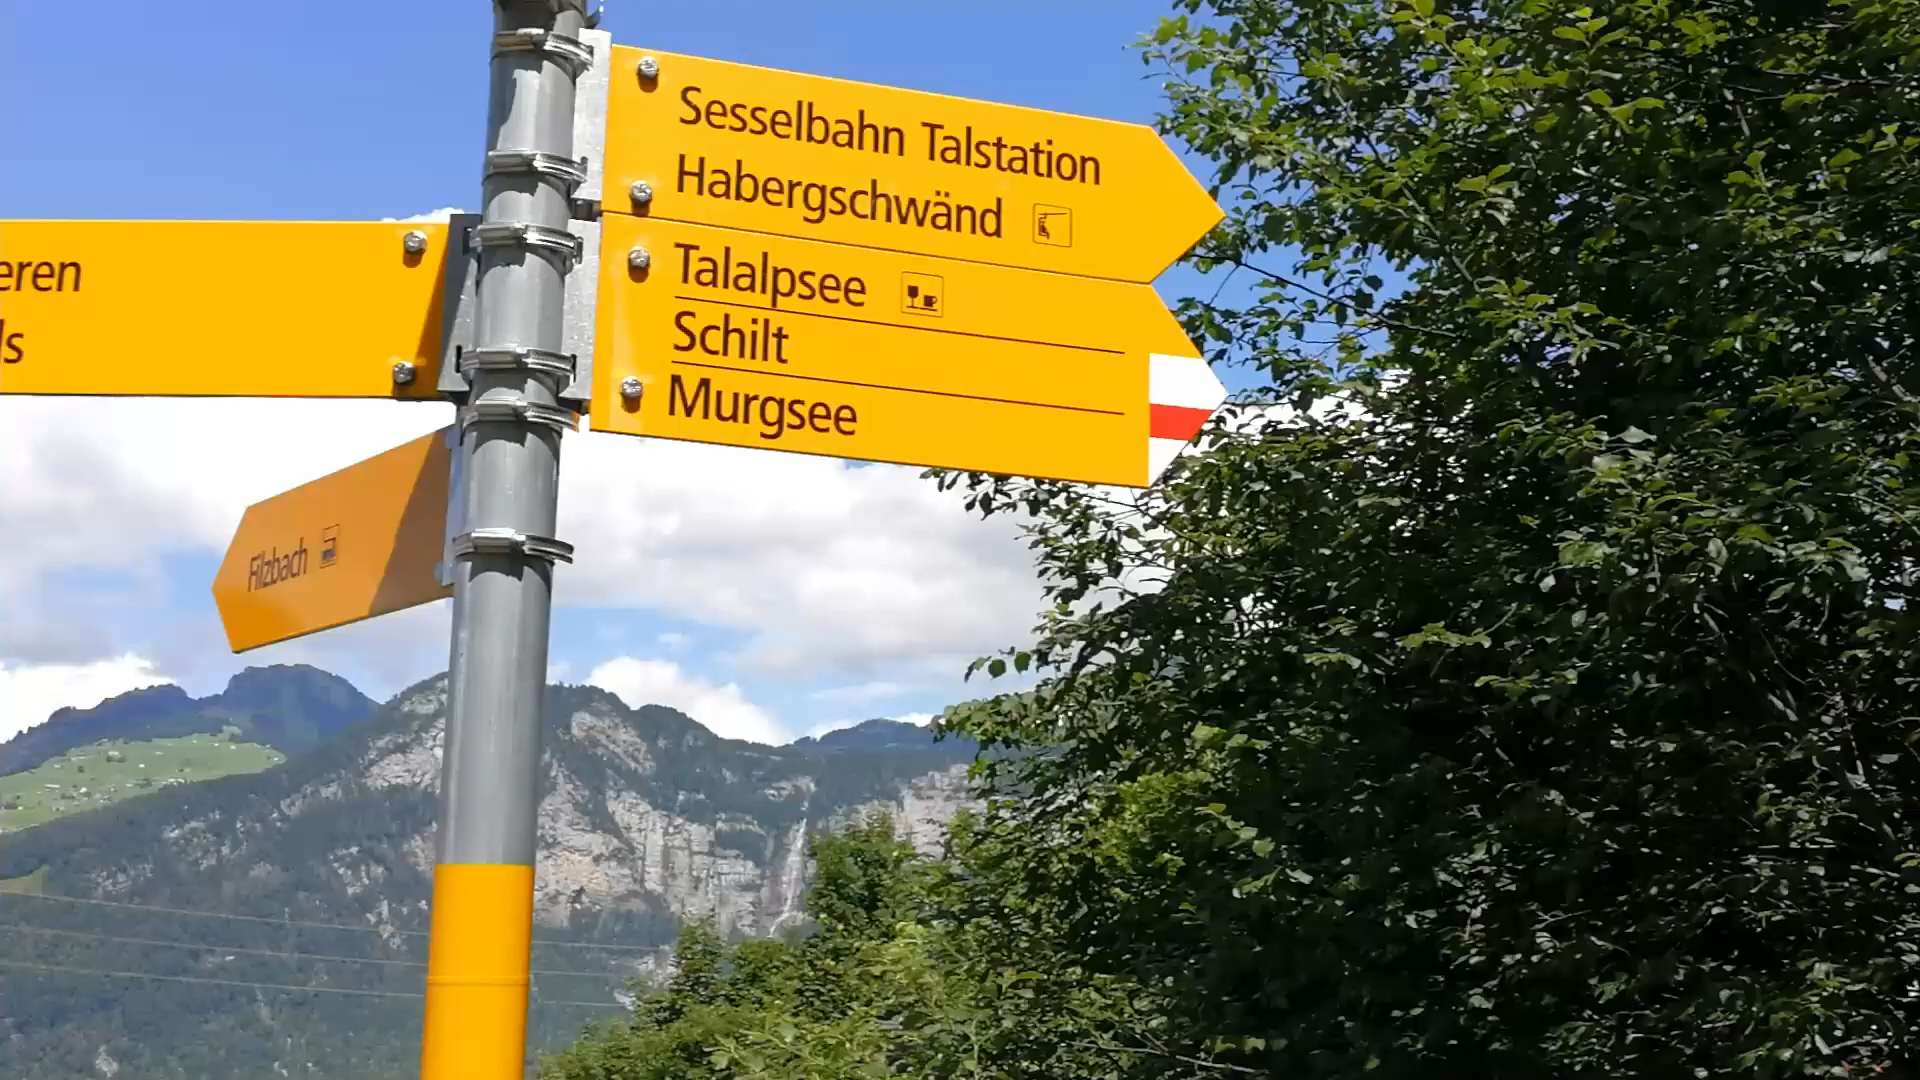 Sesselbahn Talstation
Habergschwänd
eren
ls
Talalpsee
Schilt
Murgsee
Filzbach